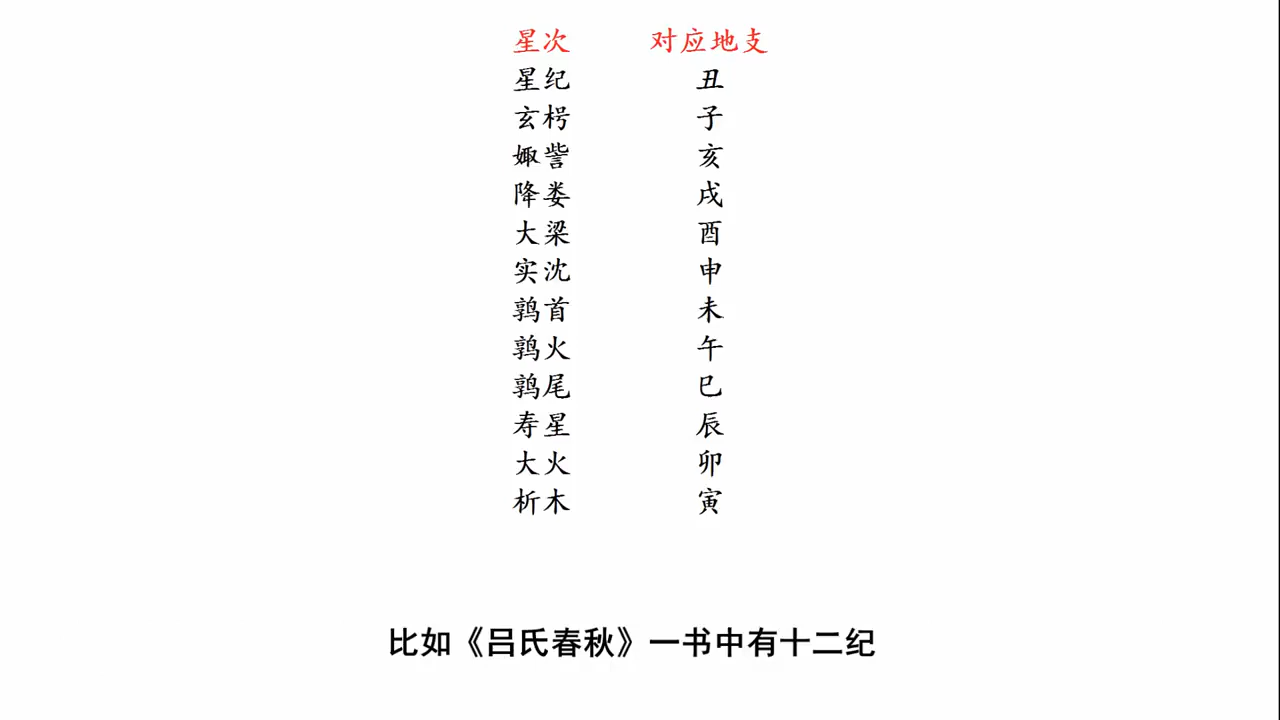 星次 对应地支
星纪 丑
玄枵 子
娵訾 亥
降娄 戌
大梁 酉
实沈 申
鹑首 未
鹑火 午
鹑尾 巳
寿星 辰
大火 卯
析木 寅
比如《吕氏春秋》一书中有十二纪